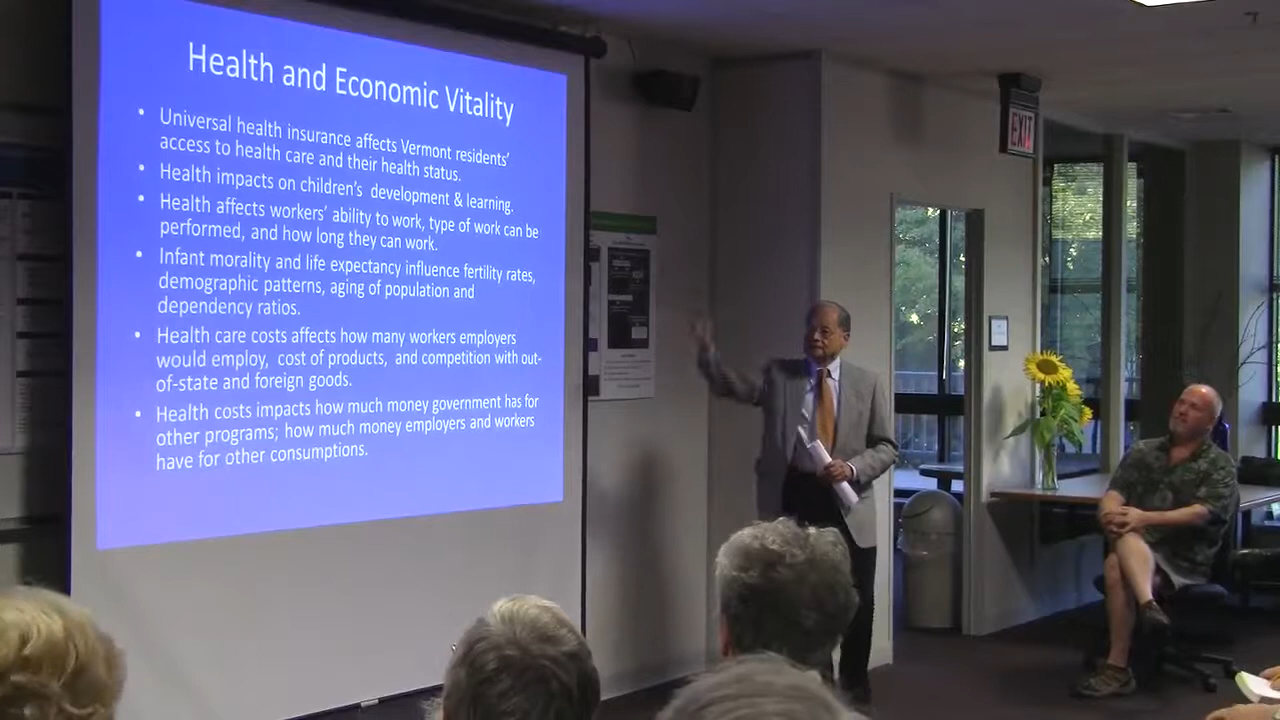 Health and Economic Vitality
• Universal health insurance affects Vermont residents’
access to health care and their health status.
• Health impacts on children’s development & learning.
• Health affects workers’ ability to work, type of work can be
performed, and how long they can work.
• Infant morality and life expectancy influence fertility rates,
demographic patterns, aging of population and
dependency ratios.
• Health care costs affects how many workers employers
would employ, cost of products, and competition with out-
of-state and foreign goods.
• Health costs impacts how much money government has for
other programs; how much money employers and workers
have for other consumptions.
EXIT